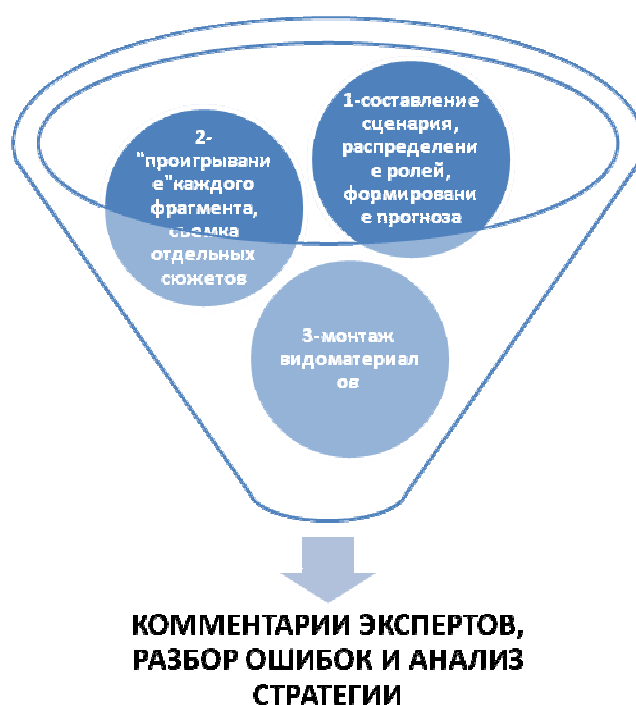 1-составление
сценария,
распределени
е ролей,
формировани
е прогноза
2-
"проигрывани
е"каждого
фрагмента,
съемка
отдельных
сюжетов
3-монтаж
видоматериал
ов
КОММЕНТАРИИ ЭКСПЕРТОВ,
РАЗБОР ОШИБОК И АНАЛИЗ
СТРАТЕГИИ